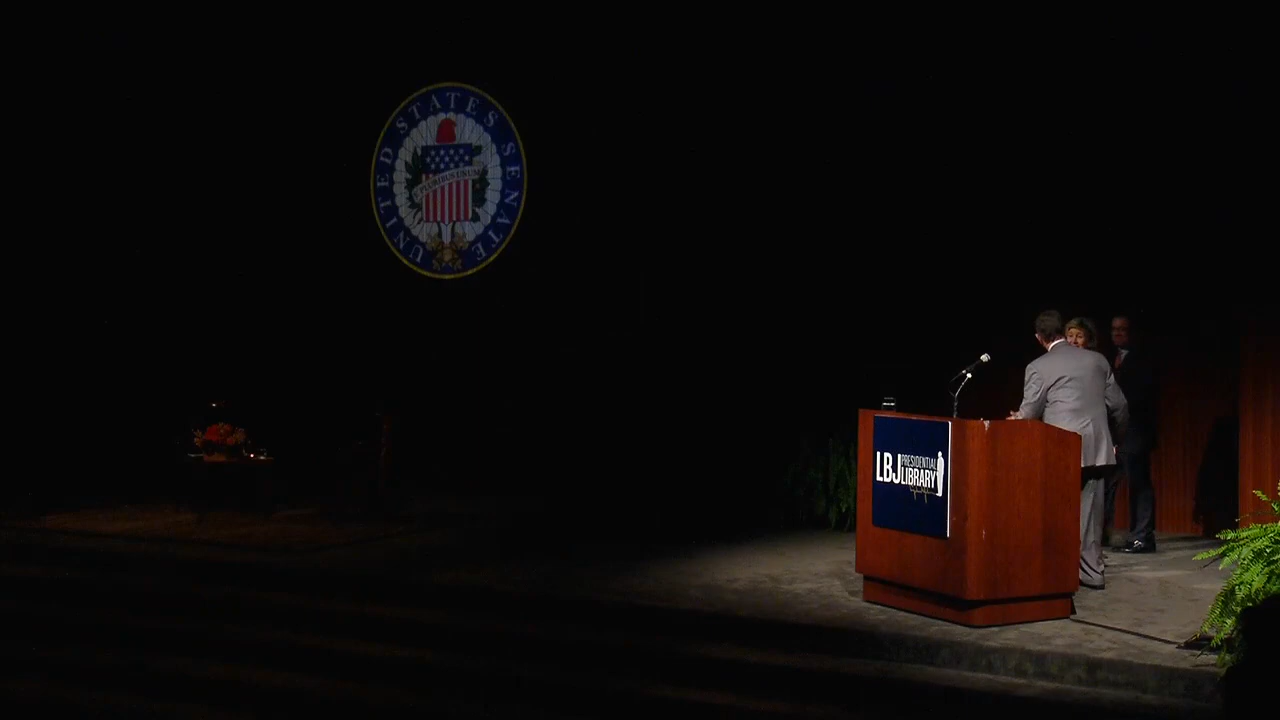 UNITED STATES SENATE
E PLURIBUS UNUM
LBJ PRESIDENTIAL
LIBRARY